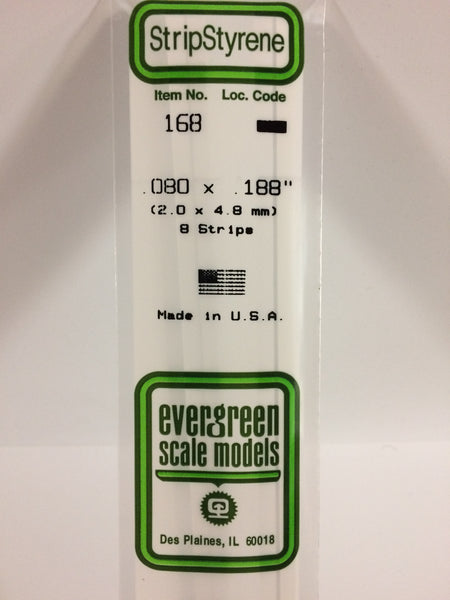 StripStyrene
Item No. Loc. Code
168
.080 x .188"
(2.0 x 4.8 mm)
8 Strips
Made in U.S.A.
evergreen
scale models
Des Plaines, IL 60018